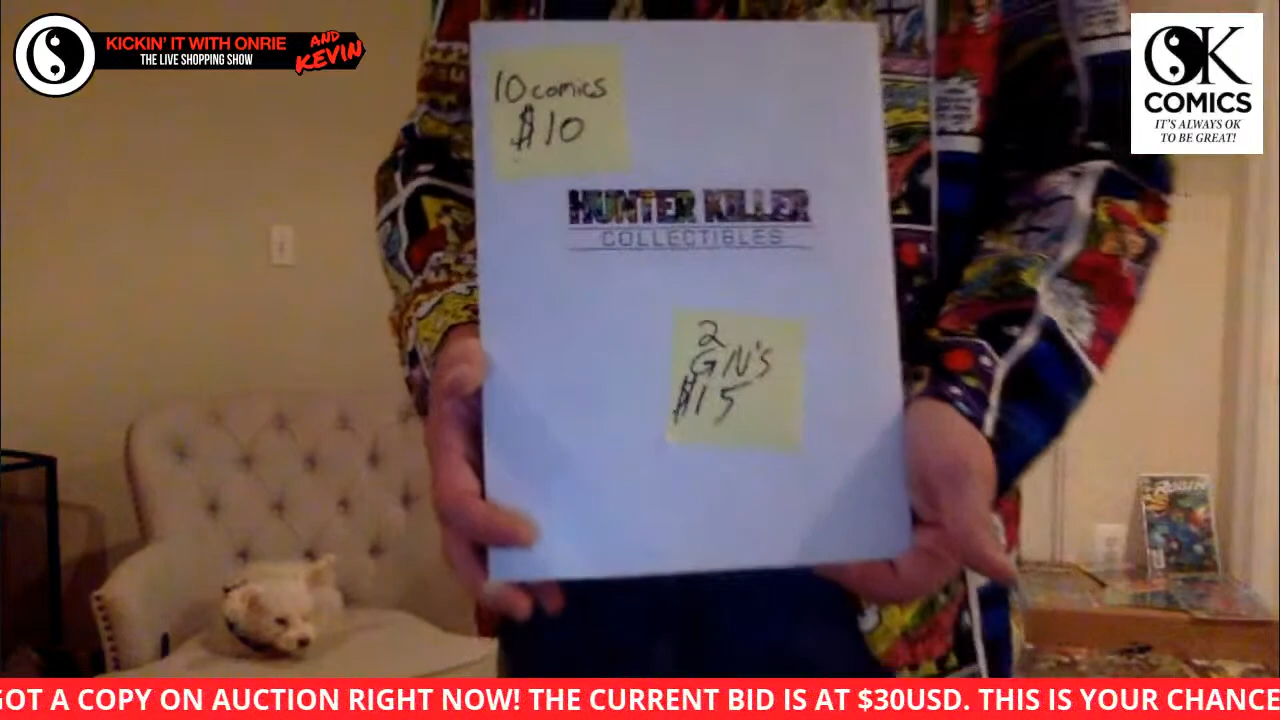 KICKIN' IT WITH ONRIE
AND
KEVIN
THE LIVE SHOPPING SHOW
OK
COMICS
IT'S ALWAYS OK
TO BE GREAT!
10 comics
$10
HUNTER KILLER
COLLECTIBLES
2
GN'S
$15
ROBIN
GOT A COPY ON AUCTION RIGHT NOW! THE CURRENT BID IS AT $30USD. THIS IS YOUR CHANCE